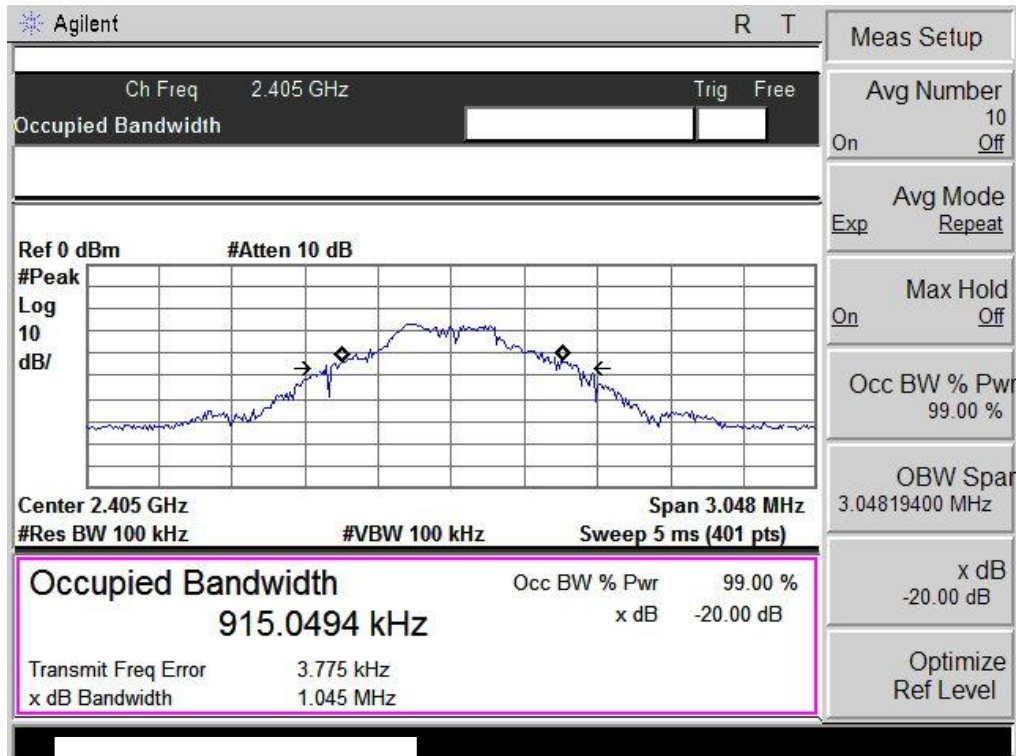 Agilent R T
Ch Freq 2.405 GHz Trig Free
Occupied Bandwidth
Ref 0 dBm #Atten 10 dB
#Peak
Log
10
dB/
Center 2.405 GHz Span 3.048 MHz
#Res BW 100 kHz #VBW 100 kHz Sweep 5 ms (401 pts)
Occupied Bandwidth Occ BW % Pwr 99.00 %
915.0494 kHz x dB -20.00 dB
Transmit Freq Error 3.775 kHz
x dB Bandwidth 1.045 MHz
Meas Setup
Avg Number
10
On Off
Avg Mode
Exp Repeat
Max Hold
On Off
Occ BW % Pwr
99.00 %
OBW Span
3.04819400 MHz
x dB
-20.00 dB
Optimize
Ref Level